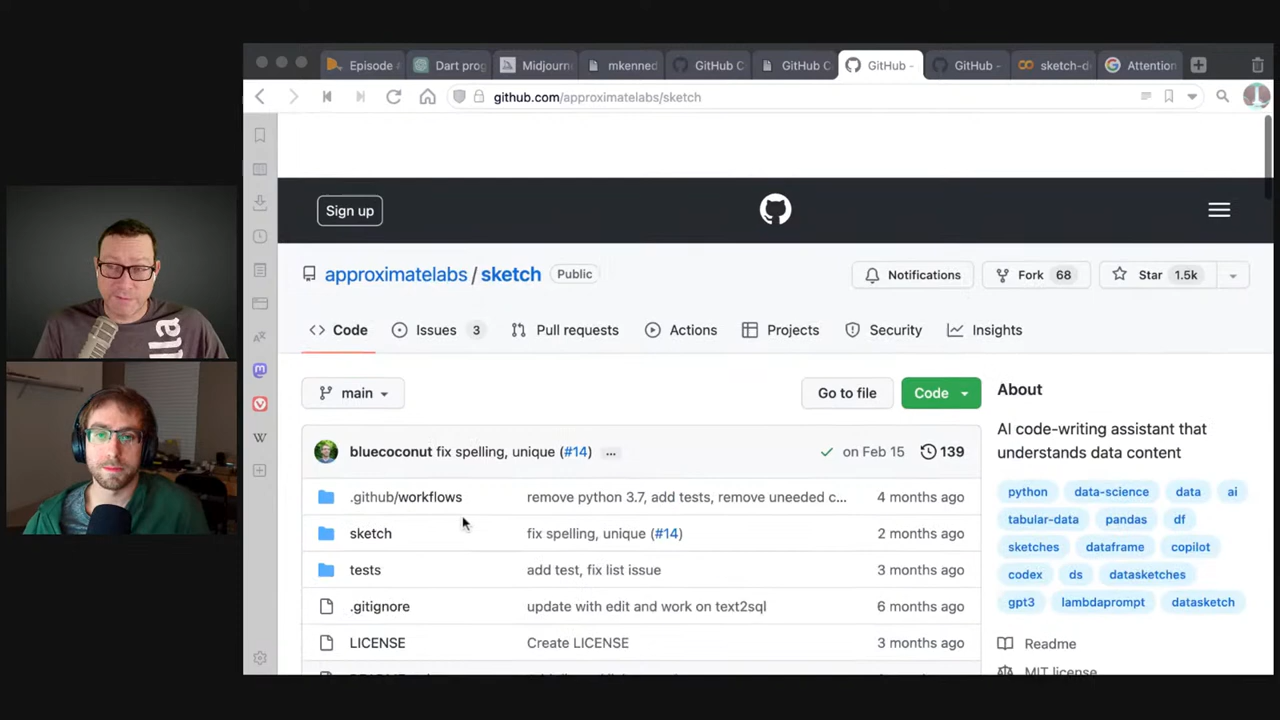 Episode 4
Dart prog
Midjourn
mkenned
GitHub C
GitHub C
GitHub -
GitHub -
sketch-d
Attention
github.com/approximatelabs/sketch
Sign up
approximatelabs / sketch Public
Notifications
Fork 68
Star 1.5k
Code
Issues 3
Pull requests
Actions
Projects
Security
Insights
main
Go to file
Code
bluecoconut fix spelling, unique (#14) ... on Feb 15 139
.github/workflows remove python 3.7, add tests, remove uneeded c... 4 months ago
sketch fix spelling, unique (#14) 2 months ago
tests add test, fix list issue 3 months ago
.gitignore update with edit and work on text2sql 6 months ago
LICENSE Create LICENSE 3 months ago
About
AI code-writing assistant that
understands data content
python data-science data ai
tabular-data pandas df
sketches dataframe copilot
codex ds datasketches
gpt3 lambdaprompt datasketch
Readme
MIT license
lla